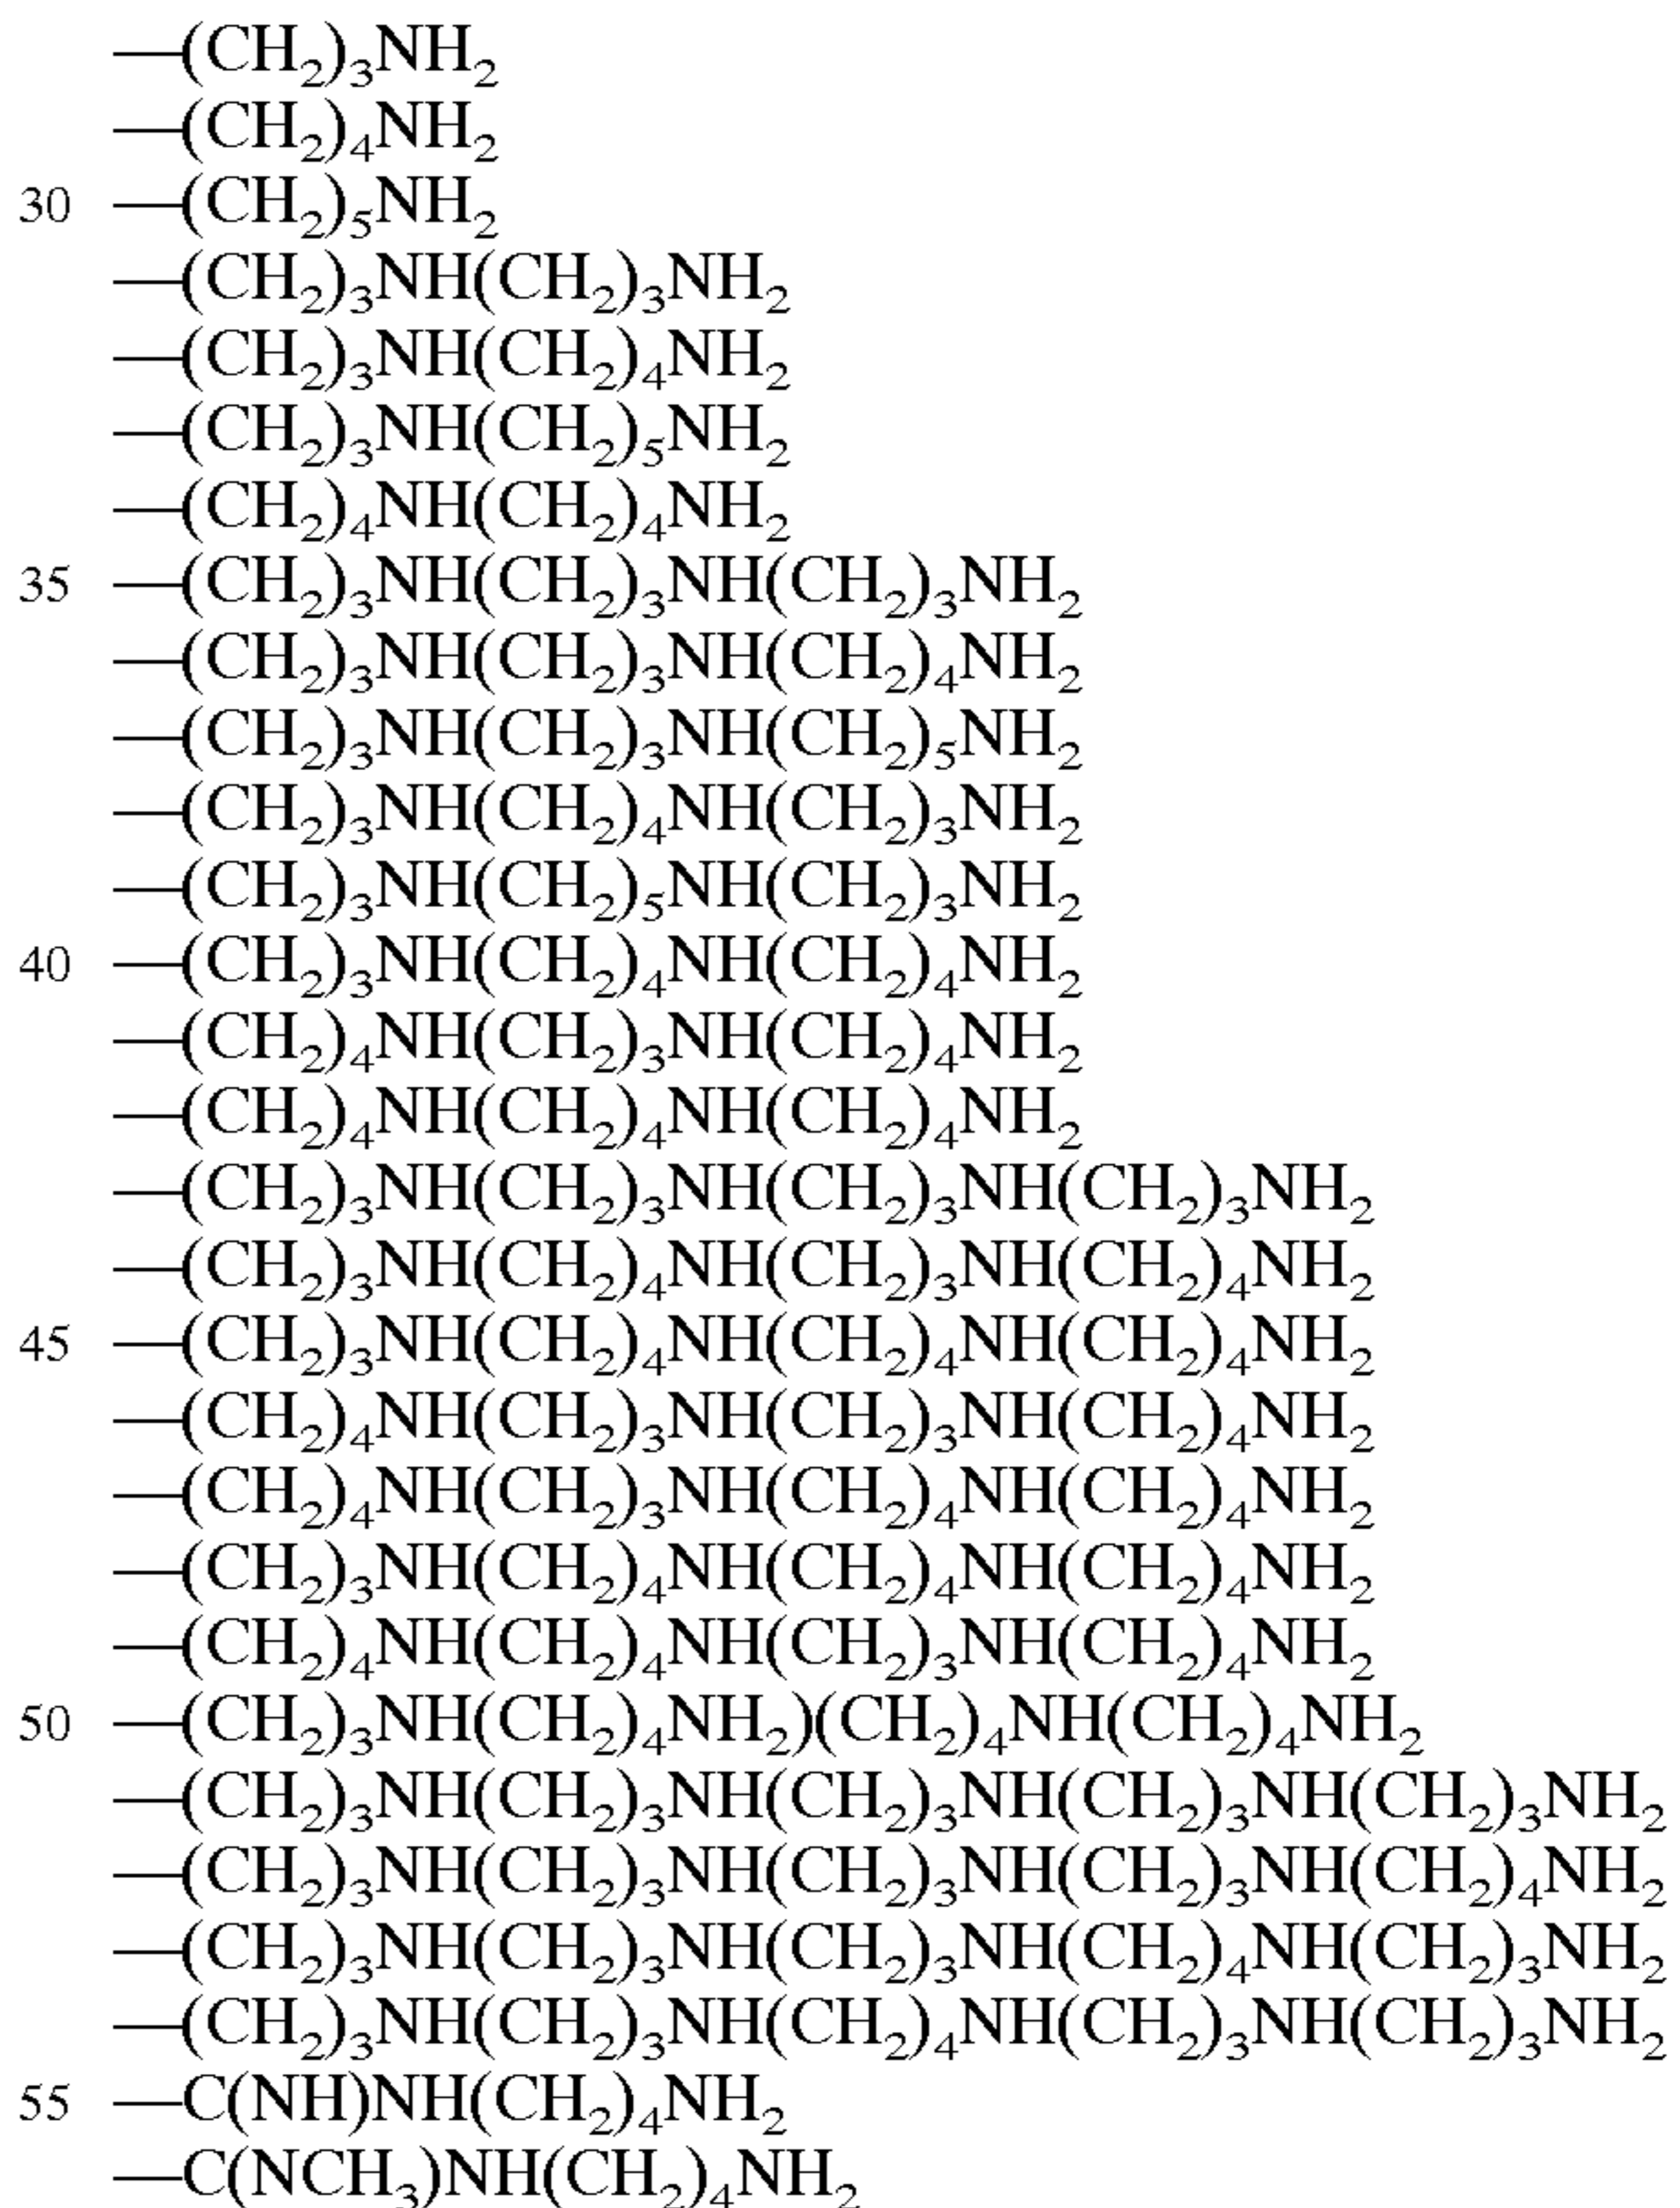 —(CH₂)₃NH₂
—(CH₂)₄NH₂
30 —(CH₂)₅NH₂
—(CH₂)₃NH(CH₂)₃NH₂
—(CH₂)₃NH(CH₂)₄NH₂
—(CH₂)₃NH(CH₂)₅NH₂
—(CH₂)₄NH(CH₂)₄NH₂
35 —(CH₂)₃NH(CH₂)₃NH(CH₂)₃NH₂
—(CH₂)₃NH(CH₂)₃NH(CH₂)₄NH₂
—(CH₂)₃NH(CH₂)₃NH(CH₂)₅NH₂
—(CH₂)₃NH(CH₂)₄NH(CH₂)₃NH₂
—(CH₂)₃NH(CH₂)₅NH(CH₂)₃NH₂
40 —(CH₂)₃NH(CH₂)₄NH(CH₂)₄NH₂
—(CH₂)₄NH(CH₂)₃NH(CH₂)₄NH₂
—(CH₂)₄NH(CH₂)₄NH(CH₂)₄NH₂
—(CH₂)₃NH(CH₂)₃NH(CH₂)₃NH(CH₂)₃NH₂
—(CH₂)₃NH(CH₂)₄NH(CH₂)₃NH(CH₂)₄NH₂
45 —(CH₂)₃NH(CH₂)₄NH(CH₂)₄NH(CH₂)₄NH₂
—(CH₂)₄NH(CH₂)₃NH(CH₂)₃NH(CH₂)₄NH₂
—(CH₂)₄NH(CH₂)₃NH(CH₂)₄NH(CH₂)₄NH₂
—(CH₂)₃NH(CH₂)₄NH(CH₂)₄NH(CH₂)₄NH₂
—(CH₂)₄NH(CH₂)₄NH(CH₂)₃NH(CH₂)₄NH₂
50 —(CH₂)₃NH(CH₂)₄NH₂)(CH₂)₄NH(CH₂)₄NH₂
—(CH₂)₃NH(CH₂)₃NH(CH₂)₃NH(CH₂)₃NH(CH₂)₃NH₂
—(CH₂)₃NH(CH₂)₃NH(CH₂)₃NH(CH₂)₃NH(CH₂)₄NH₂
—(CH₂)₃NH(CH₂)₃NH(CH₂)₃NH(CH₂)₄NH(CH₂)₃NH₂
—(CH₂)₃NH(CH₂)₃NH(CH₂)₄NH(CH₂)₃NH(CH₂)₃NH₂
55 —C(NH)NH(CH₂)₄NH₂
—C(NCH₃)NH(CH₂)₄NH₂